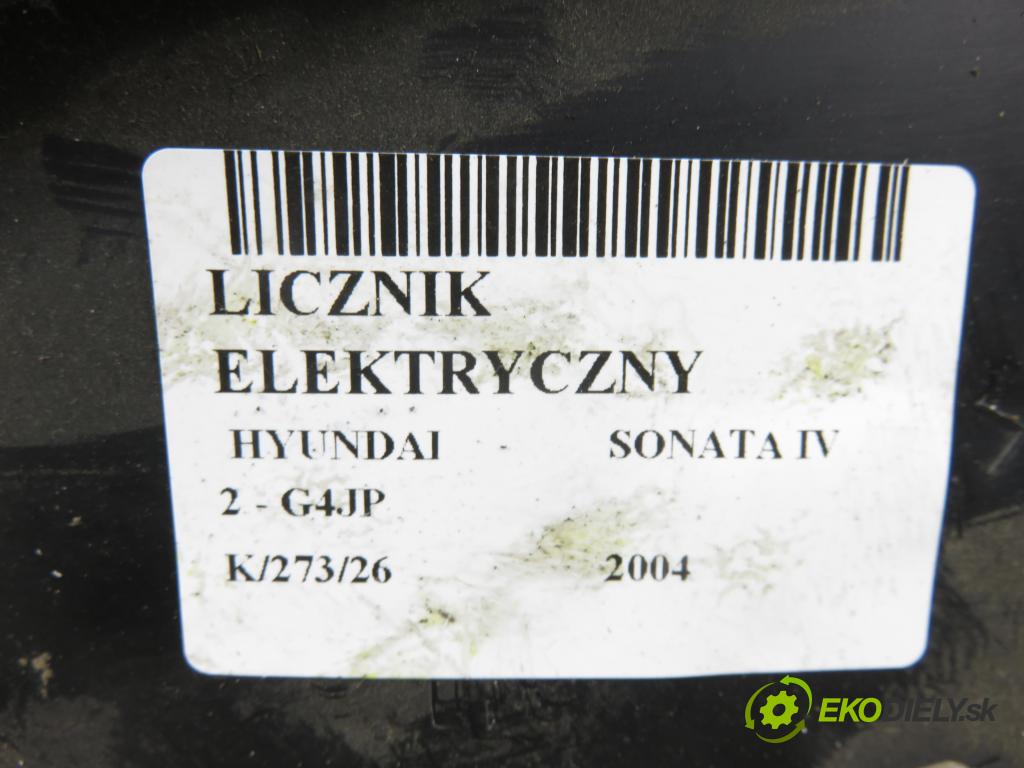 LICZNIK
ELEKTRYCZNY
HYUNDAI SONATA IV
2 - G4JP
K/273/26 2004
EKODIELY.sk